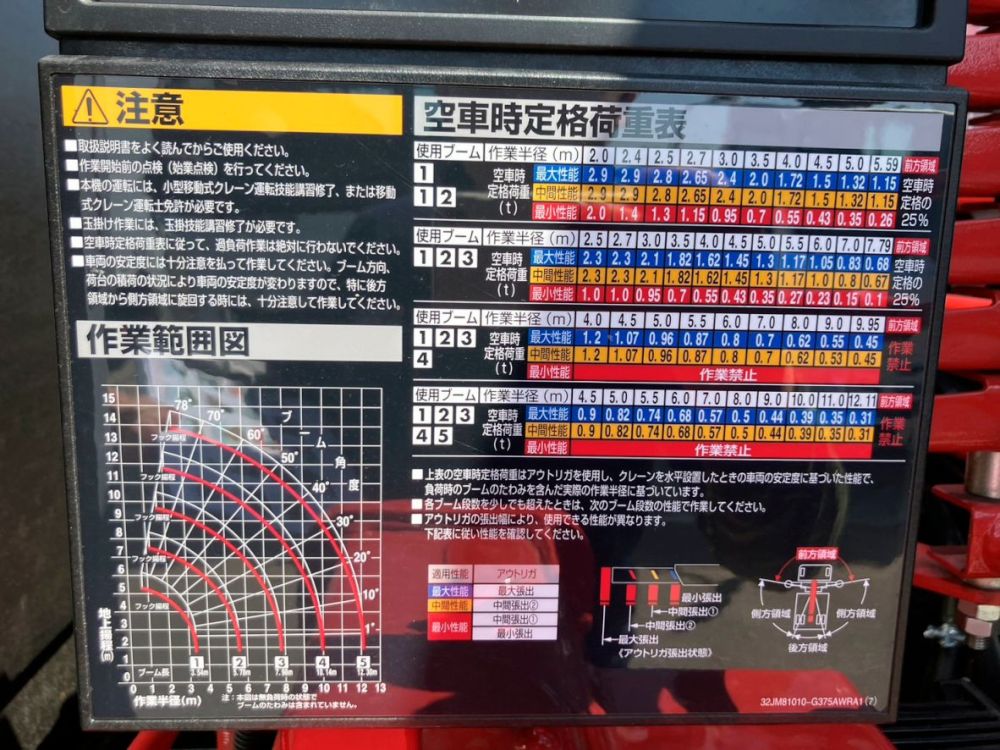 注意
■取扱説明書をよく読んでからご使用ください。
■作業開始前の点検（始業点検）を行ってください。
■本機の運転には、小型移動式クレーン運転技能講習修了、または移動
式クレーン運転士免許が必要です。
■玉掛け作業には、玉掛技能講習修了が必要です。
■空車時定格荷重表に従って、過負荷作業は絶対に行わないでください。
■車両の安定度には十分注意を払って作業してください。ブーム方向、
荷台の積荷の状況により車両の安定度が変わりますので、特に後方
領域から側方領域に旋回する時には、十分注意して作業してください。
作業範囲図
15
14
13
12
11
10
9
8
7
6
5
4
3
2
1
0
地上揚程(m)
78° 70° 60° 50° 40° 30° 20° 10° 1°
ブーム角度
フック揚程
フック揚程
フック揚程
フック揚程
フック揚程
ブーム長
1 2 3 4 5
3.54m 5.70m 7.90m 10.14m 12.30m
0 1 2 3 4 5 6 7 8 9 10 11 12 13
作業半径(m)
注：本図は無負荷時の状態で
ブームのたわみは含まれていません。
空車時定格荷重表
使用ブーム 作業半径（m） 2.0 2.4 2.5 2.7 3.0 3.5 4.0 4.5 5.0 5.59 前方領域
1 空車時定格荷重（t） 最大性能 2.9 2.9 2.8 2.65 2.4 2.0 1.72 1.5 1.32 1.15 空車時定格の25%
1 2 中間性能 2.9 2.9 2.8 2.65 2.4 2.0 1.72 1.5 1.32 1.15
最小性能 2.0 1.4 1.3 1.15 0.95 0.7 0.55 0.43 0.35 0.26
使用ブーム 作業半径（m） 2.5 2.7 3.0 3.5 4.0 4.5 5.0 5.5 6.0 7.0 7.79 前方領域
1 2 3 空車時定格荷重（t） 最大性能 2.3 2.3 2.1 1.82 1.62 1.45 1.3 1.17 1.05 0.83 0.68 空車時定格の25%
中間性能 2.3 2.3 2.1 1.82 1.62 1.45 1.3 1.17 1.0 0.8 0.67
最小性能 1.0 1.0 0.95 0.7 0.55 0.43 0.35 0.27 0.23 0.15 0.1
使用ブーム 作業半径（m） 4.0 4.5 5.0 5.5 6.0 7.0 8.0 9.0 9.95 前方領域
1 2 3 4 空車時定格荷重（t） 最大性能 1.2 1.07 0.96 0.87 0.8 0.7 0.62 0.55 0.45 作業禁止
中間性能 1.2 1.07 0.96 0.87 0.8 0.7 0.62 0.53 0.45
最小性能 作業禁止
使用ブーム 作業半径（m） 4.5 5.0 5.5 6.0 7.0 8.0 9.0 10.0 11.0 12.11 前方領域
1 2 3 4 5 空車時定格荷重（t） 最大性能 0.9 0.82 0.74 0.68 0.57 0.5 0.44 0.39 0.35 0.31 作業禁止
中間性能 0.9 0.82 0.74 0.68 0.57 0.5 0.44 0.39 0.35 0.31
最小性能 作業禁止
■上表の空車時定格荷重はアウトリガを使用し、クレーンを水平設置したときの車両の安定度に基づいた性能で、
負荷時のブームのたわみを含んだ実際の作業半径に基づいています。
■各ブーム段数を少しでも超えたときは、次のブーム段数の性能で作業してください。
■アウトリガの張出幅により、使用できる性能が異なります。
下記表に従い性能を確認してください。
適用性能 アウトリガ
最大性能 最大張出
中間性能 中間張出②
最小性能 中間張出①
最小張出
最小張出
中間張出①
中間張出②
最大張出
《アウトリガ張出状態》
前方領域
側方領域 側方領域
後方領域
32JM81010-G375AWRA1(7)